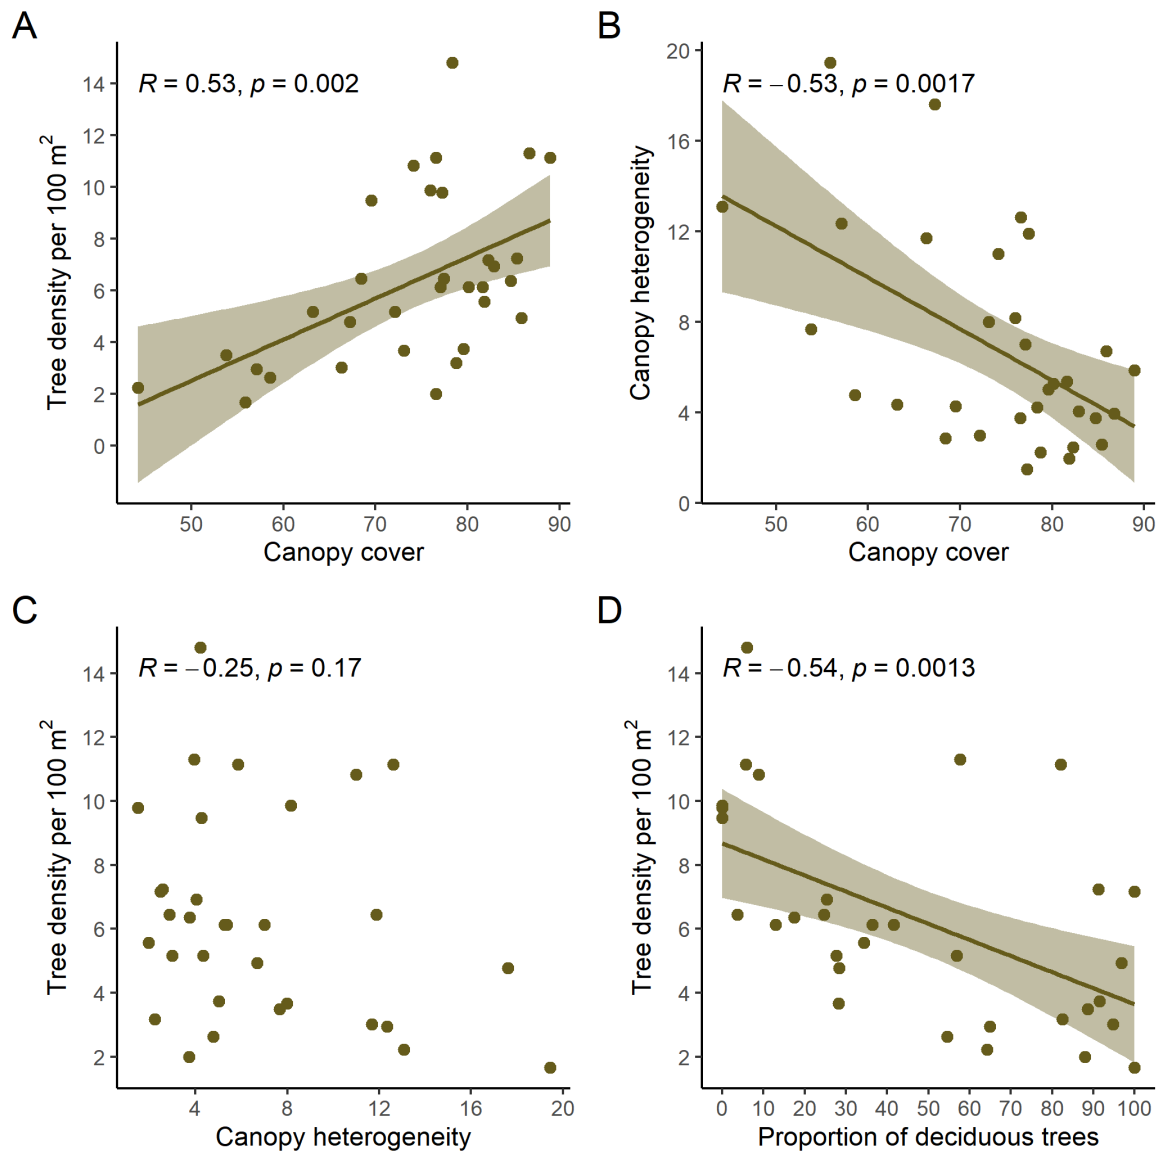 A
R = 0.53, p = 0.002
Tree density per 100 m²
14
12
10
8
6
4
2
0
50 60 70 80 90
Canopy cover
B
R = −0.53, p = 0.0017
Canopy heterogeneity
20
16
12
8
4
0
50 60 70 80 90
Canopy cover
C
R = −0.25, p = 0.17
Tree density per 100 m²
14
12
10
8
6
4
2
4 8 12 16 20
Canopy heterogeneity
D
R = −0.54, p = 0.0013
Tree density per 100 m²
14
12
10
8
6
4
2
0 10 20 30 40 50 60 70 80 90 100
Proportion of deciduous trees